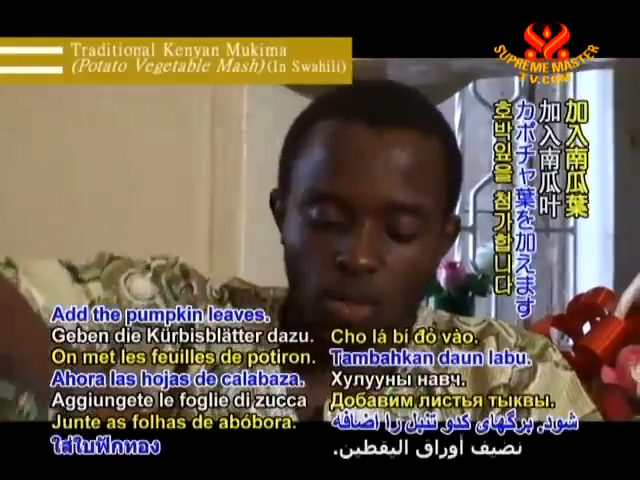 Traditional Kenyan Mukima
(Potato Vegetable Mash) (In Swahili)
SUPREME MASTER
TV.COM
加入南瓜葉
加入南瓜叶
カボチャ葉を加えます
호박잎을 첨가합니다
Add the pumpkin leaves.
Geben die Kürbisblätter dazu.
On met les feuilles de potiron.
Ahora las hojas de calabaza.
Aggiungete le foglie di zucca
Junte as folhas de abóbora.
ใส่ใบฟักทอง
Cho lá bí đỏ vào.
Tambahkan daun labu.
Хулууны навч.
Добавим листья тыквы.
شود. برگهای کدو تنبل را اضافه
نضيف أوراق اليقطين.